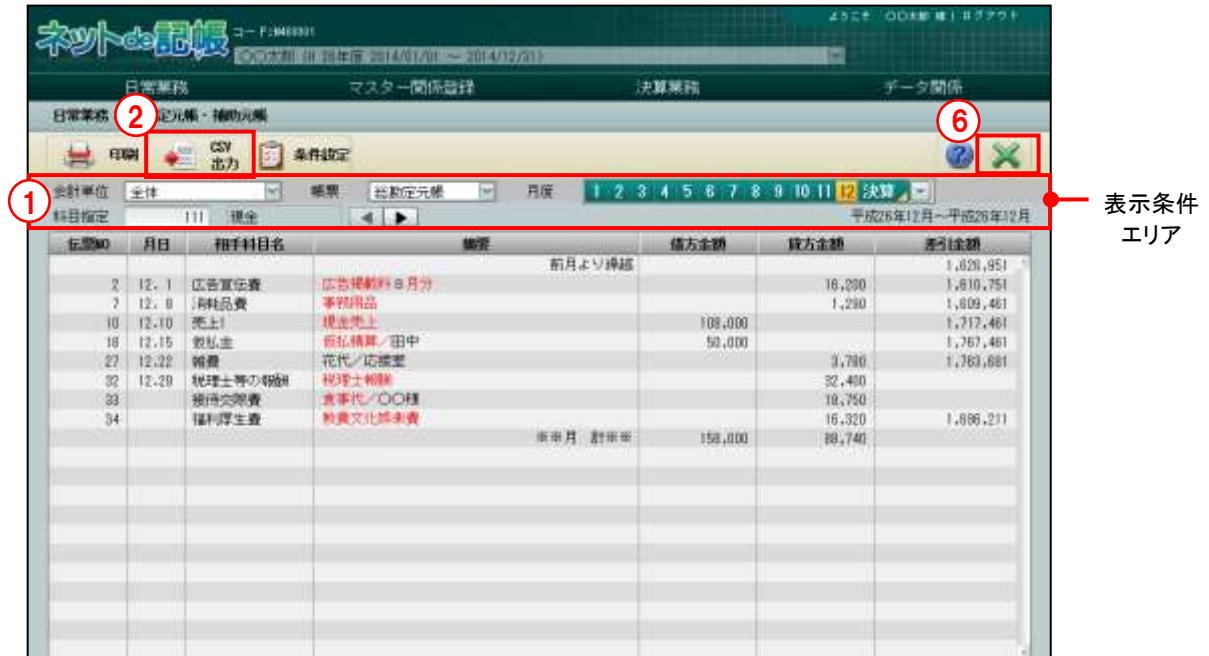 ようこそ 〇〇太郎 様 | ログアウト
ネットde記帳
〇〇太郎 (H 26年度 2014/01/01 ～ 2014/12/31)
日常業務 マスター関係登録 決算業務 データ関係
日常業務 ② 定元帳・補助元帳 ⑥
印刷 CSV出力 条件設定 ?
① 会計単位 全体 帳票 総勘定元帳 月度 1 2 3 4 5 6 7 8 9 10 11 12 決算
科目指定 111 現金 平成26年12月～平成26年12月
表示条件
エリア
伝票NO 月日 相手科目名 摘要 借方金額 貸方金額 差引金額
前月より繰越 1,626,951
2 12. 1 広告宣伝費 広告掲載料8月分 16,200 1,610,751
7 12. 8 消耗品費 事務用品 1,290 1,609,461
10 12.10 売上1 現金売上 108,000 1,717,461
18 12.15 仮払金 仮払精算／田中 50,000 1,767,461
27 12.22 雑費 花代／応接室 3,780 1,763,681
32 12.29 税理士等の報酬 税理士報酬 32,400
33 接待交際費 食事代／〇〇様 18,750
34 福利厚生費 教養文化娯楽費 16,320 1,696,211
※※月 計※※ 158,000 88,740